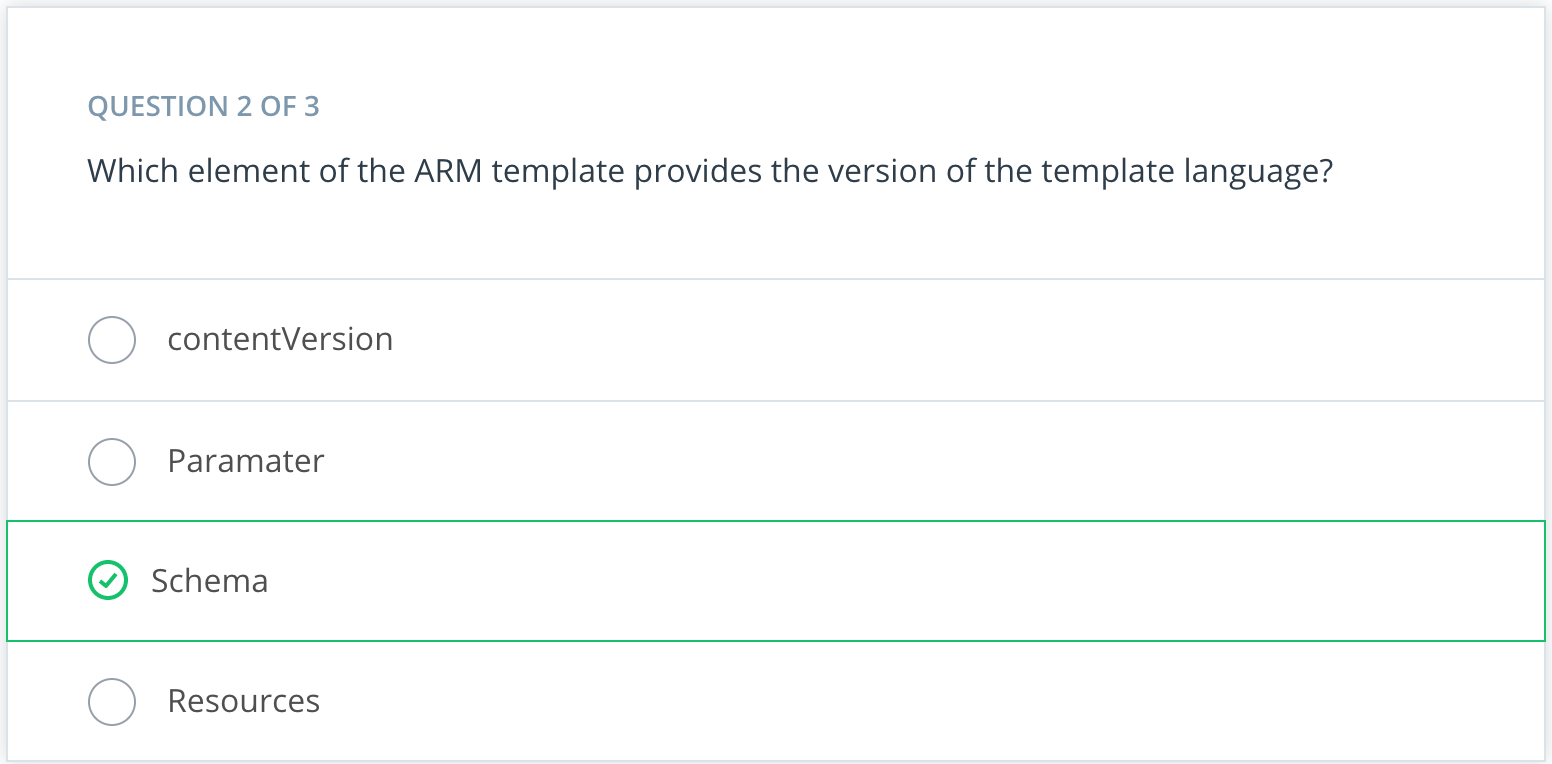 QUESTION 2 OF 3
Which element of the ARM template provides the version of the template language?
contentVersion
Paramater
Schema
Resources